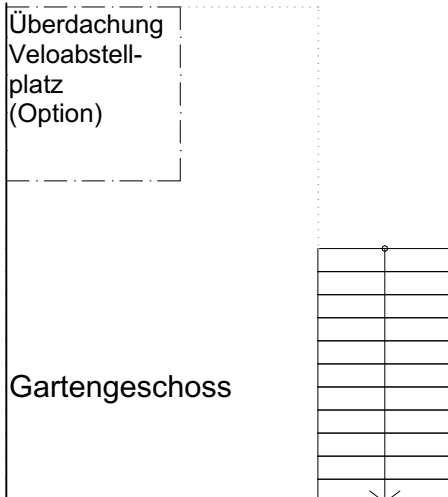 Überdachung
Veloabstell-
platz
(Option)
Gartengeschoss